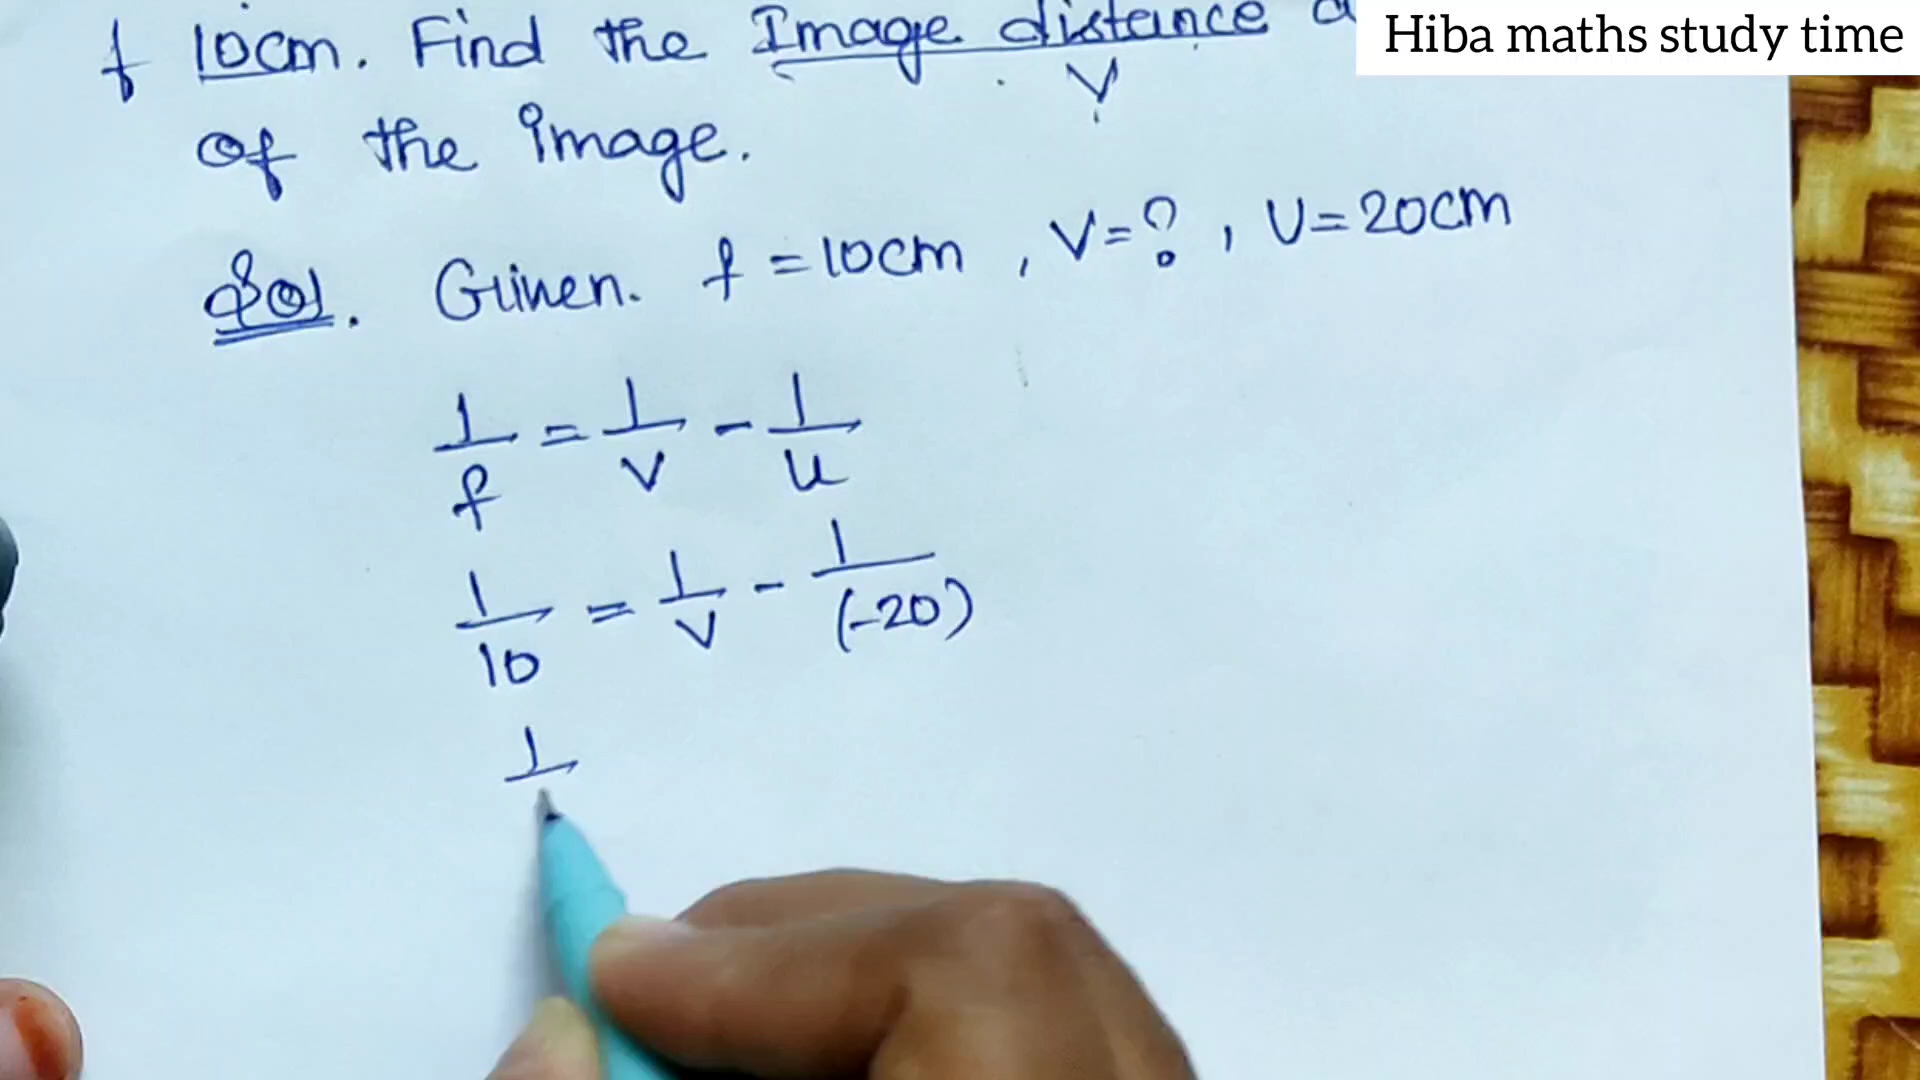 Hiba maths study time
f 10cm. Find the Image distance
V
of the image.
Sol. Given. f = 10cm, V = ?, U = 20cm
1/f = 1/v - 1/u
1/10 = 1/v - 1/(-20)
1